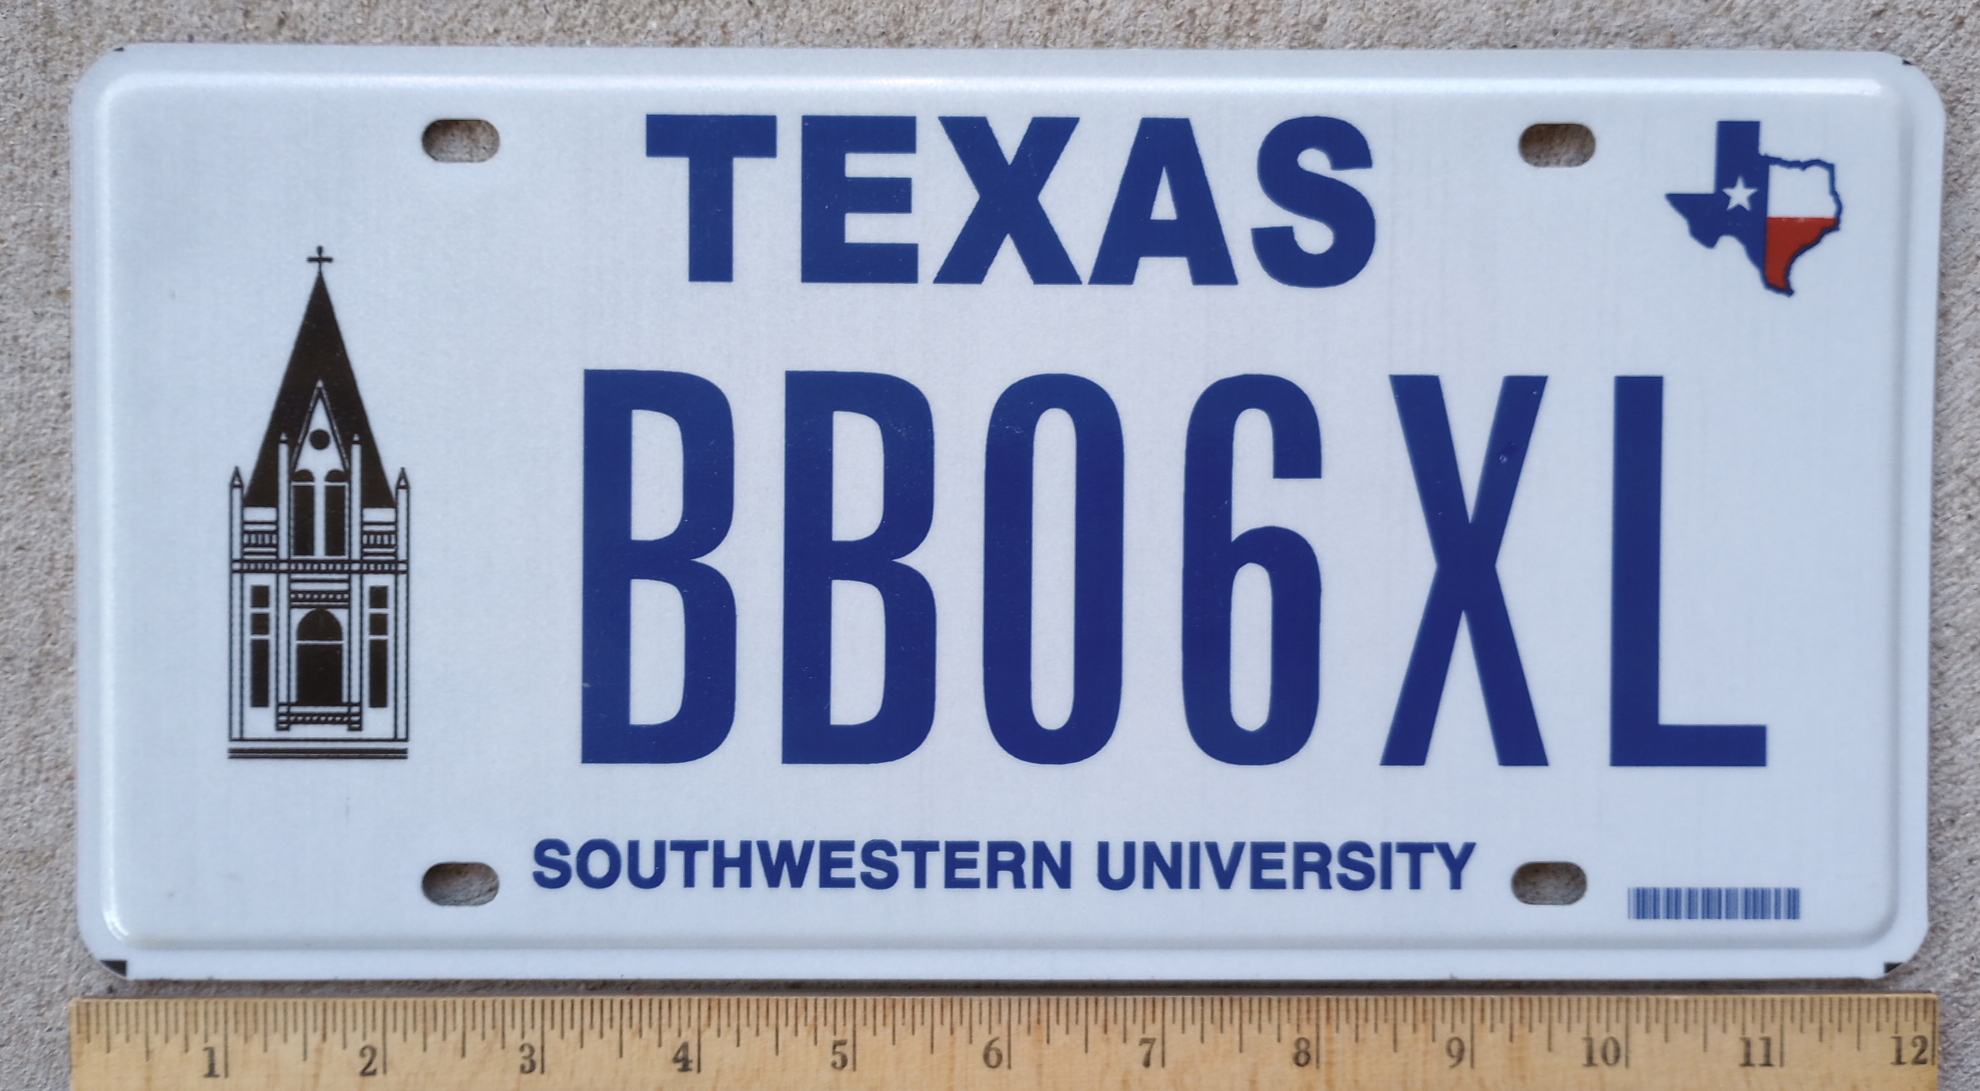 TEXAS
BB06XL
SOUTHWESTERN UNIVERSITY
1 2 3 4 5 6 7 8 9 10 11 12